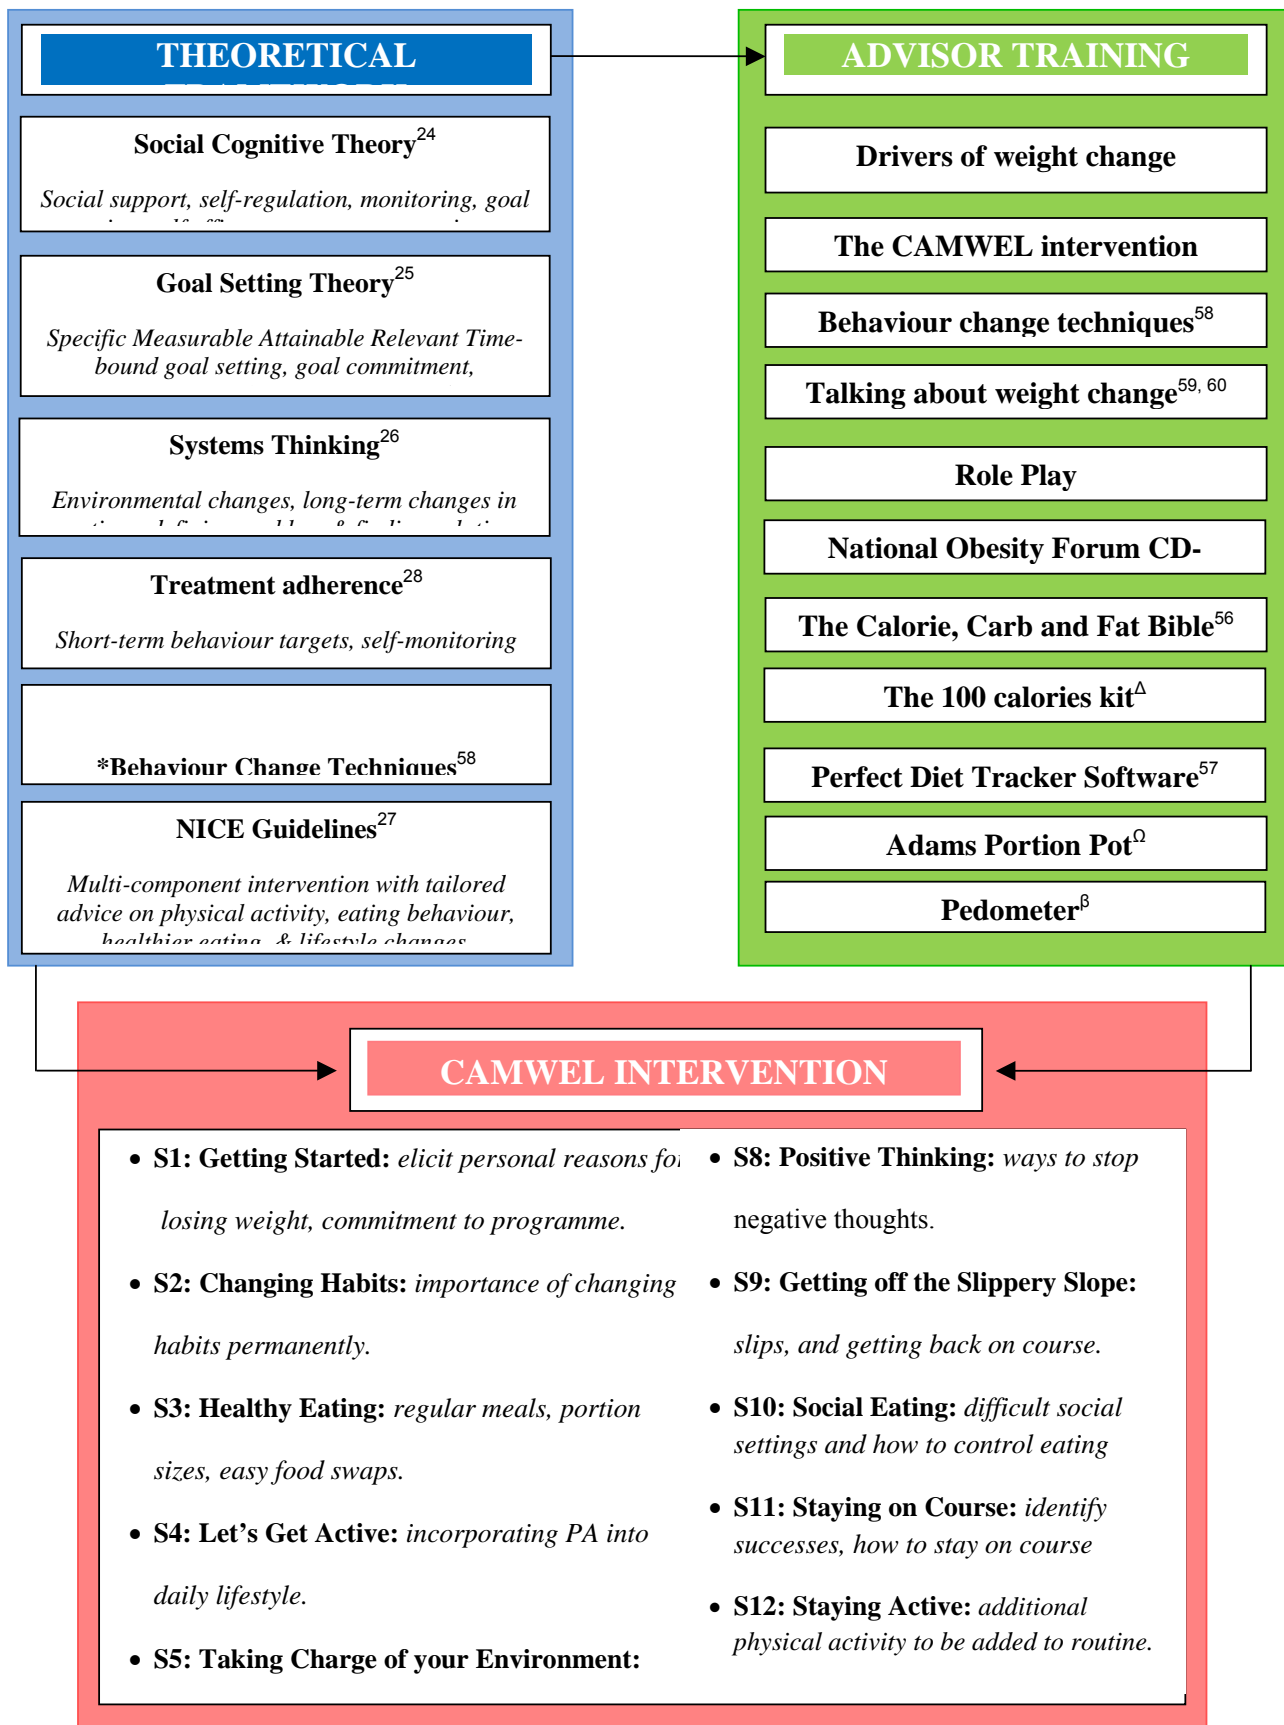 THEORETICAL
Social Cognitive Theory24
Social support, self-regulation, monitoring, goal
Goal Setting Theory25
Specific Measurable Attainable Relevant Time-
bound goal setting, goal commitment,
Systems Thinking26
Environmental changes, long-term changes in
Treatment adherence28
Short-term behaviour targets, self-monitoring
*Behaviour Change Techniques58
NICE Guidelines27
Multi-component intervention with tailored
advice on physical activity, eating behaviour,
healthier eating, & lifestyle changes
ADVISOR TRAINING
Drivers of weight change
The CAMWEL intervention
Behaviour change techniques58
Talking about weight change59, 60
Role Play
National Obesity Forum CD-
The Calorie, Carb and Fat Bible56
The 100 calories kitΔ
Perfect Diet Tracker Software57
Adams Portion PotΩ
Pedometerβ
CAMWEL INTERVENTION
• S1: Getting Started: elicit personal reasons for
losing weight, commitment to programme.
• S2: Changing Habits: importance of changing
habits permanently.
• S3: Healthy Eating: regular meals, portion
sizes, easy food swaps.
• S4: Let’s Get Active: incorporating PA into
daily lifestyle.
• S5: Taking Charge of your Environment:
• S8: Positive Thinking: ways to stop
negative thoughts.
• S9: Getting off the Slippery Slope:
slips, and getting back on course.
• S10: Social Eating: difficult social
settings and how to control eating
• S11: Staying on Course: identify
successes, how to stay on course
• S12: Staying Active: additional
physical activity to be added to routine.